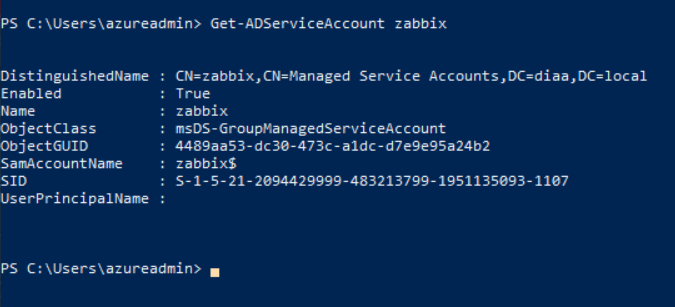 PS C:\Users\azureadmin> Get-ADServiceAccount zabbix
DistinguishedName : CN=zabbix,CN=Managed Service Accounts,DC=diaa,DC=local
Enabled           : True
Name              : zabbix
ObjectClass       : msDS-GroupManagedServiceAccount
ObjectGUID        : 4489aa53-dc30-473c-a1dc-d7e9e95a24b2
SamAccountName    : zabbix$
SID               : S-1-5-21-2094429999-483213799-1951135093-1107
UserPrincipalName :
PS C:\Users\azureadmin>